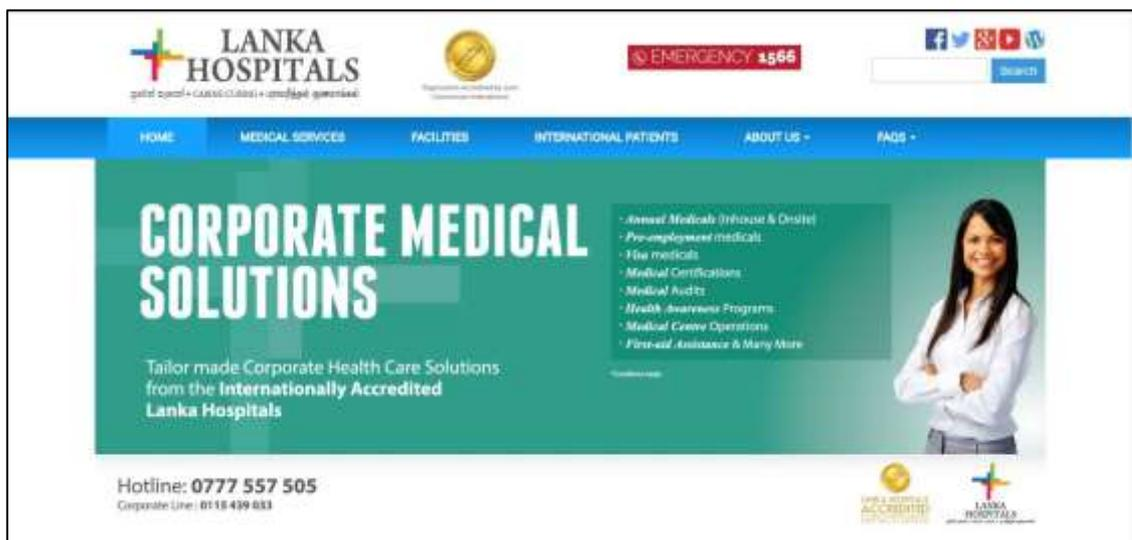 LANKA
HOSPITALS
EMERGENCY 1566
Search
HOME
MEDICAL SERVICES
FACILITIES
INTERNATIONAL PATIENTS
ABOUT US
FAQS
CORPORATE MEDICAL
SOLUTIONS
Tailor made Corporate Health Care Solutions
from the Internationally Accredited
Lanka Hospitals
· Annual Medicals (Inhouse & Onsite)
· Pre-employment medicals
· Visa medicals
· Medical Certifications
· Medical Audits
· Health Awareness Programs
· Medical Centre Operations
· First-aid Assistance & Many More
Hotline: 0777 557 505
Corporate Line : 0115 439 033
ACCREDITED
LANKA
HOSPITALS